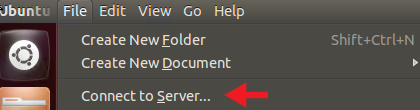 Ubuntu File Edit View Go Help
Create New Folder Shift+Ctrl+N
Create New Document
Connect to Server...